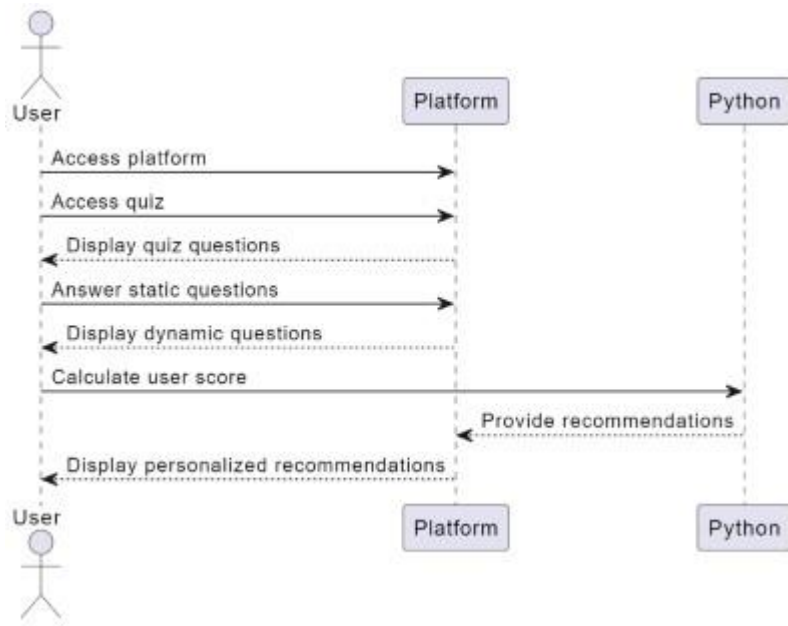 User
Platform
Python
Access platform
Access quiz
Display quiz questions
Answer static questions
Display dynamic questions
Calculate user score
Provide recommendations
Display personalized recommendations
User
Platform
Python